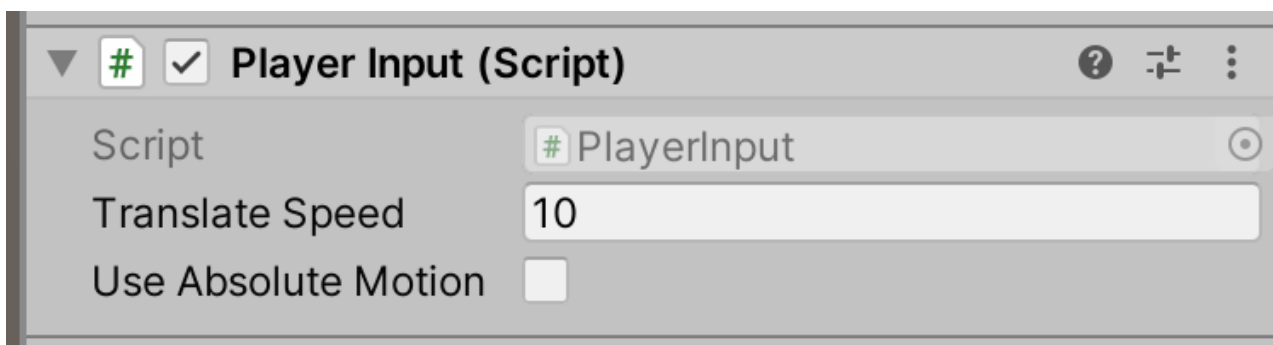 # Player Input (Script)
Script # PlayerInput
Translate Speed 10
Use Absolute Motion